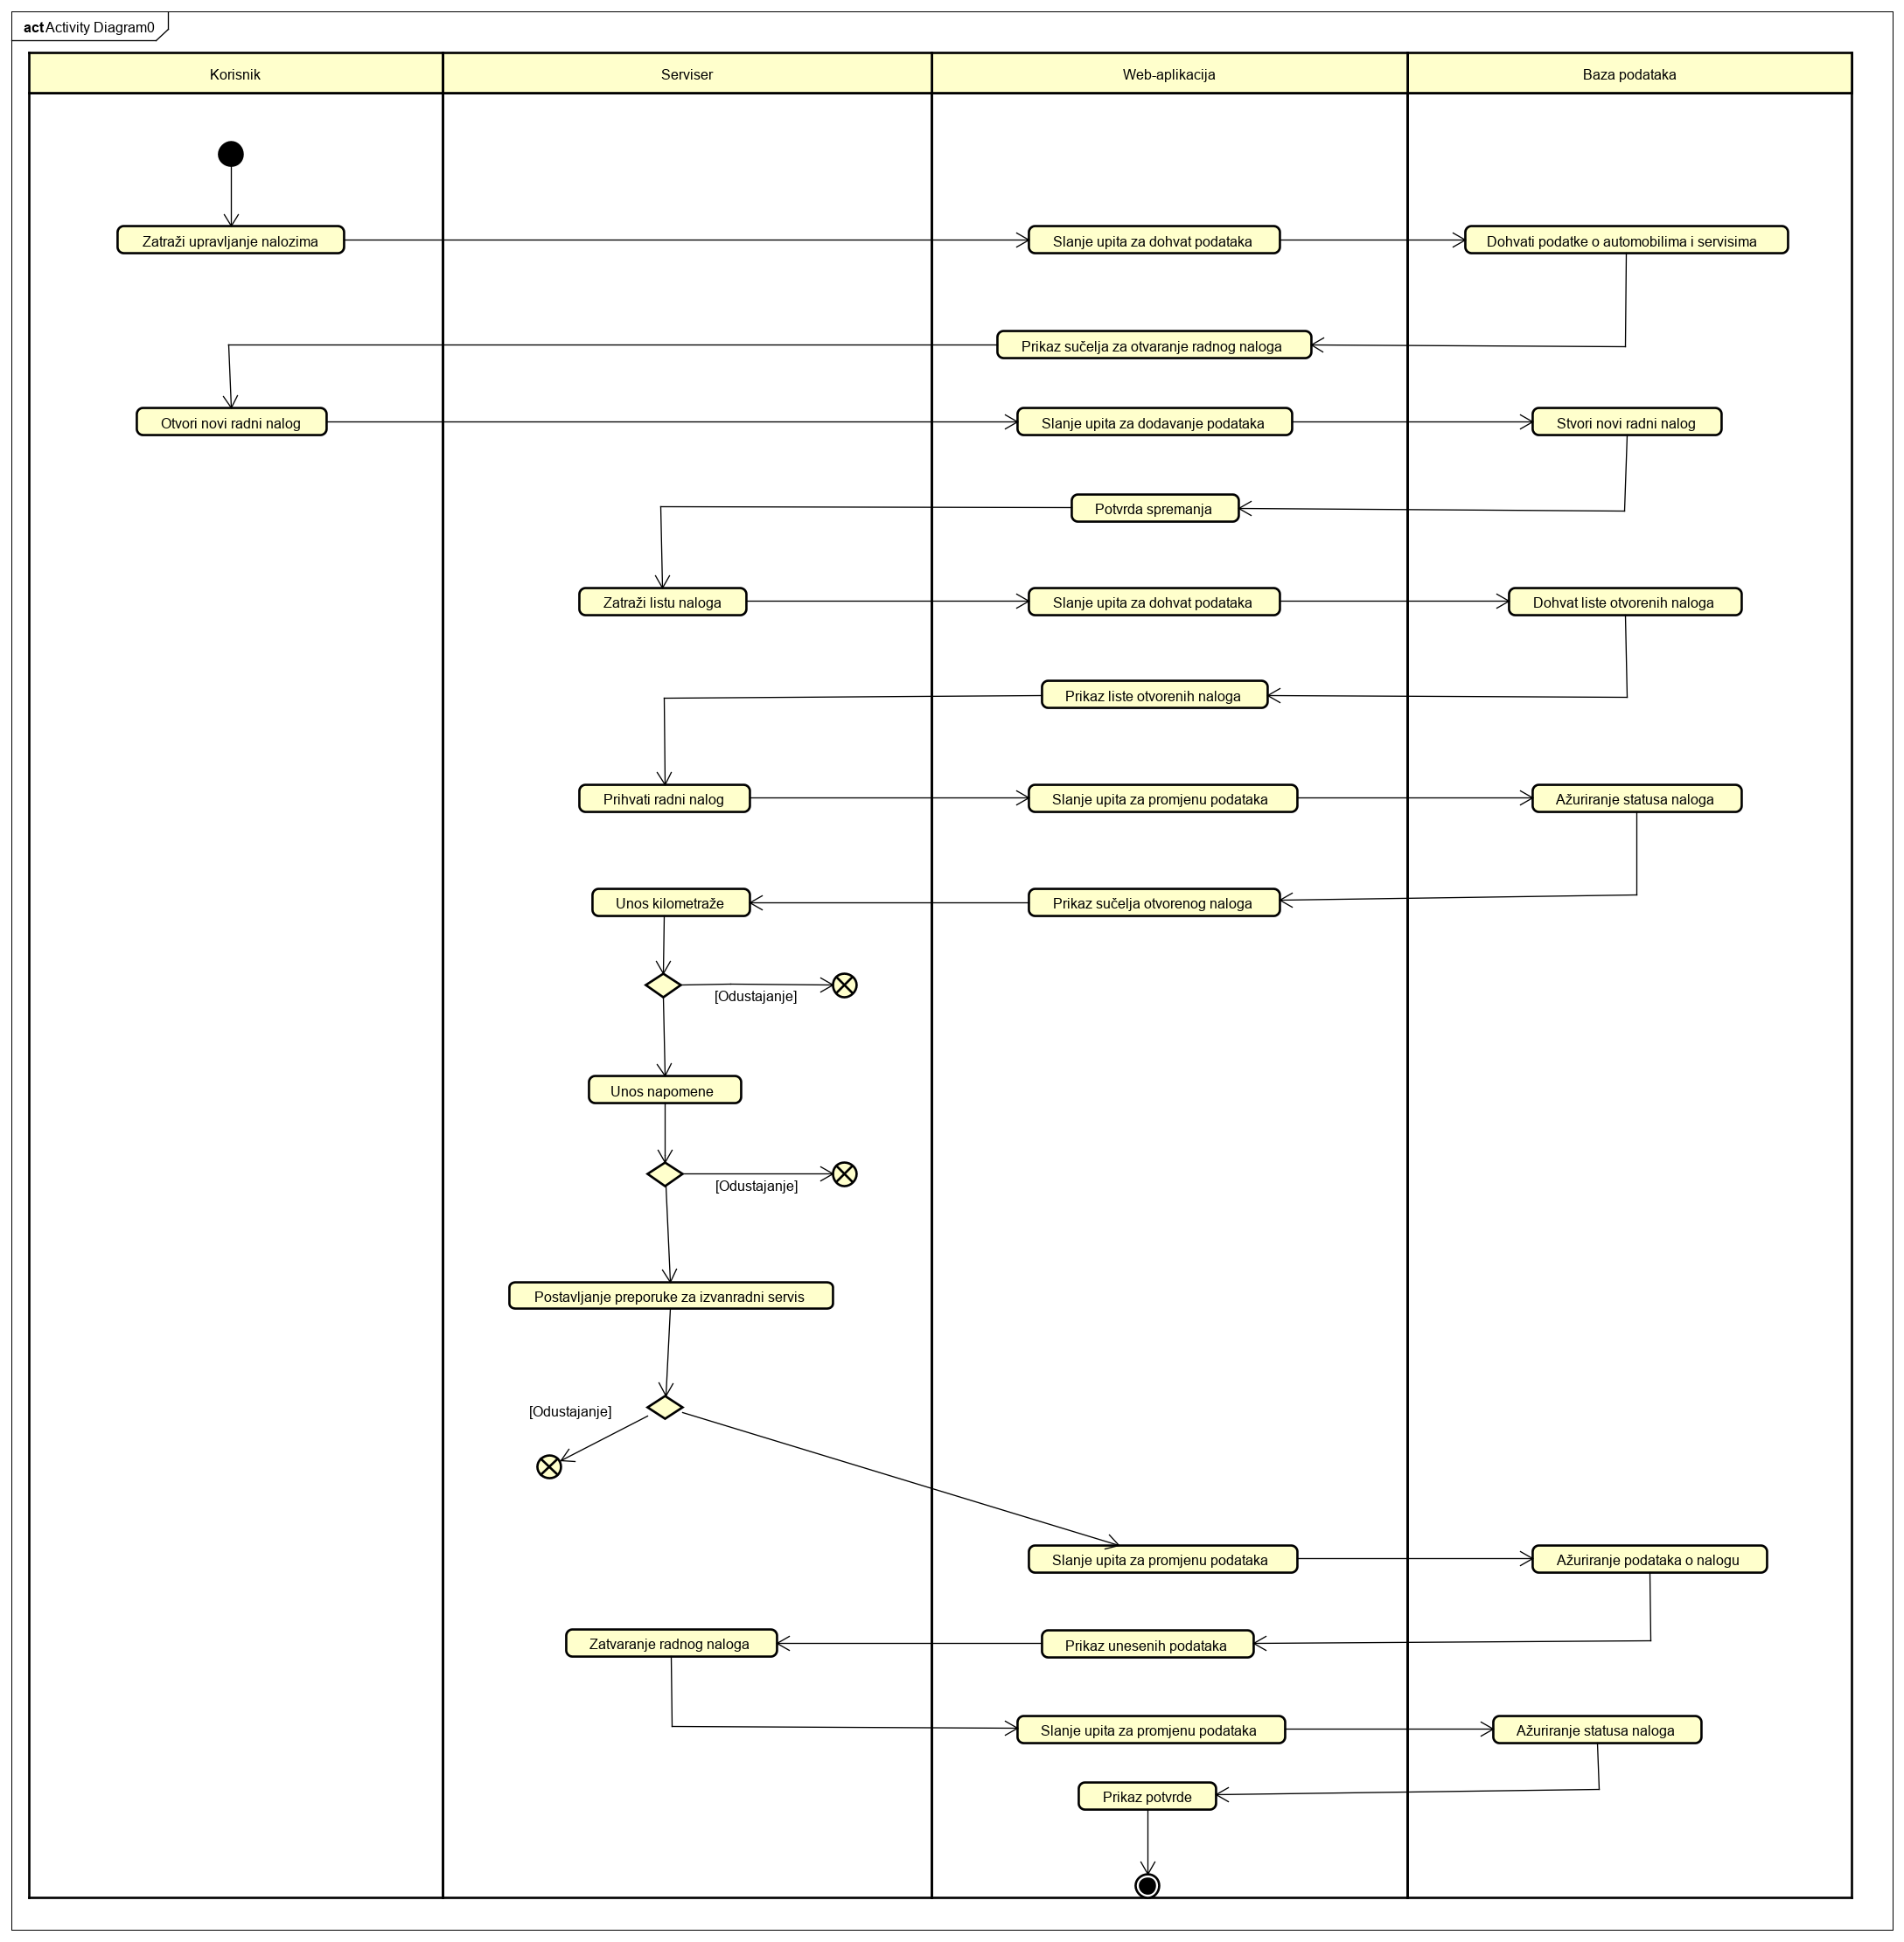 act Activity Diagram0
Korisnik
Serviser
Web-aplikacija
Baza podataka
Zatraži upravljanje nalozima
Slanje upita za dohvat podataka
Dohvati podatke o automobilima i servisima
Prikaz sučelja za otvaranje radnog naloga
Otvori novi radni nalog
Slanje upita za dodavanje podataka
Stvori novi radni nalog
Potvrda spremanja
Zatraži listu naloga
Slanje upita za dohvat podataka
Dohvat liste otvorenih naloga
Prikaz liste otvorenih naloga
Prihvati radni nalog
Slanje upita za promjenu podataka
Ažuriranje statusa naloga
Unos kilometraže
Prikaz sučelja otvorenog naloga
[Odustajanje]
Unos napomene
[Odustajanje]
Postavljanje preporuke za izvanradni servis
[Odustajanje]
Slanje upita za promjenu podataka
Ažuriranje podataka o nalogu
Zatvaranje radnog naloga
Prikaz unesenih podataka
Slanje upita za promjenu podataka
Ažuriranje statusa naloga
Prikaz potvrde